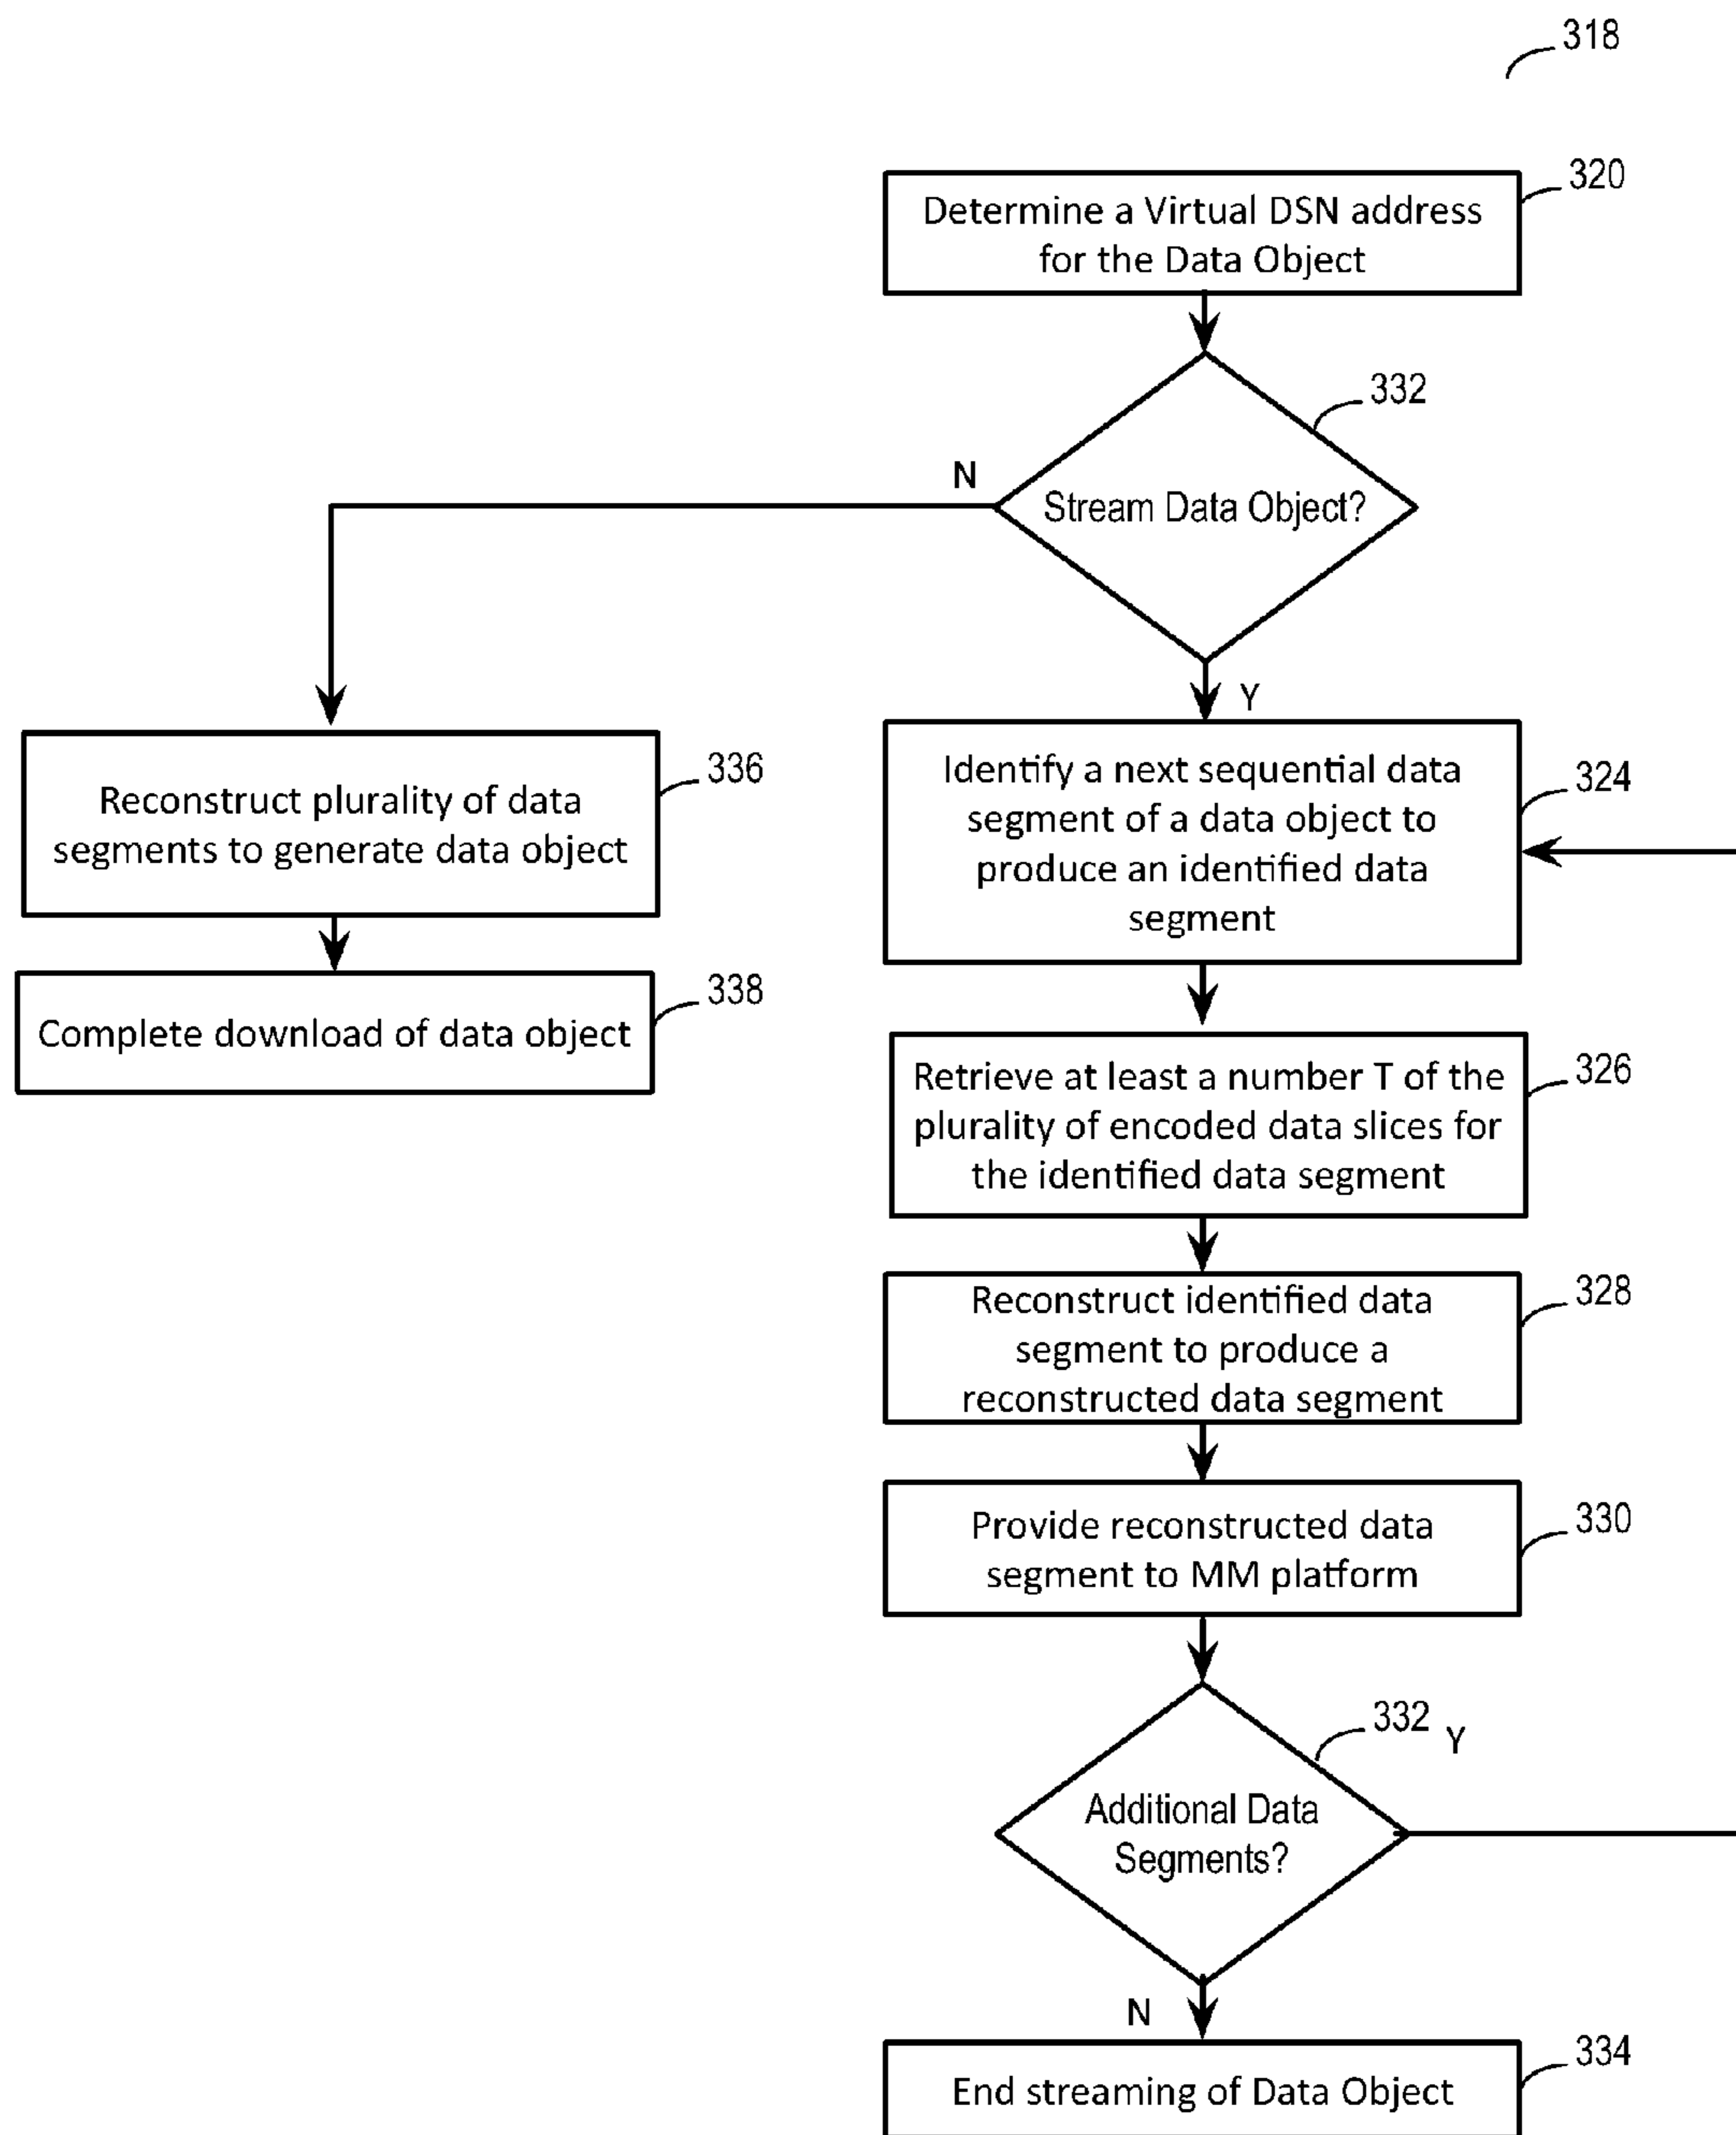 318
320
Determine a Virtual DSN address
for the Data Object
332
N
Stream Data Object?
Y
336
Reconstruct plurality of data
segments to generate data object
338
Complete download of data object
324
Identify a next sequential data
segment of a data object to
produce an identified data
segment
326
Retrieve at least a number T of the
plurality of encoded data slices for
the identified data segment
328
Reconstruct identified data
segment to produce a
reconstructed data segment
330
Provide reconstructed data
segment to MM platform
332
Y
Additional Data
Segments?
N
334
End streaming of Data Object